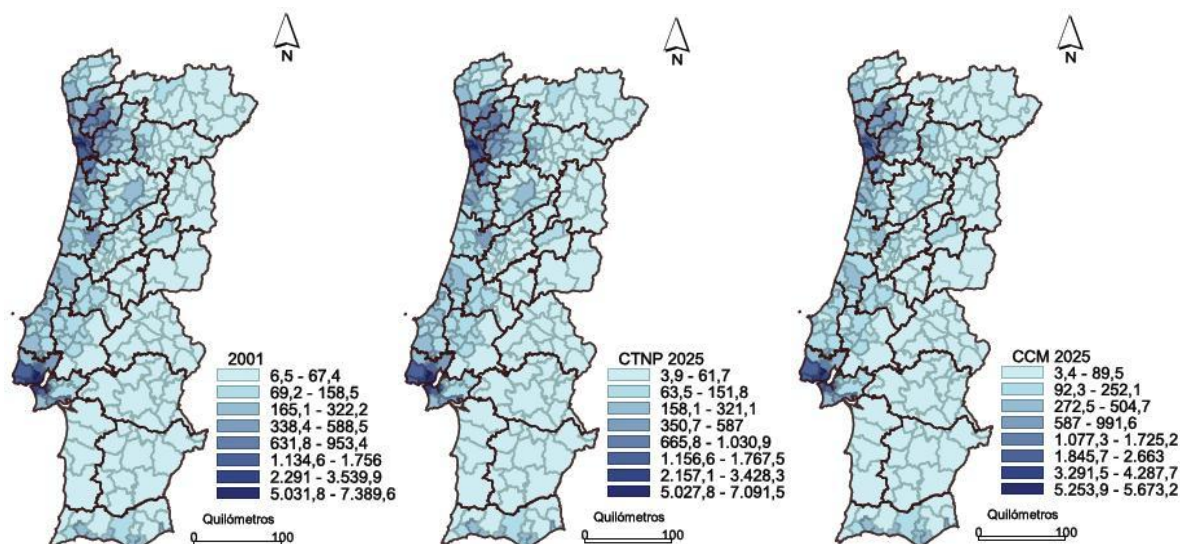 N
2001
6,5 - 67,4
69,2 - 158,5
165,1 - 322,2
338,4 - 588,5
631,8 - 953,4
1.134,6 - 1.756
2.291 - 3.539,9
5.031,8 - 7.389,6
Quilómetros
0 100
N
CTNP 2025
3,9 - 61,7
63,5 - 151,8
158,1 - 321,1
350,7 - 587
665,8 - 1.030,9
1.156,6 - 1.767,5
2.157,1 - 3.428,3
5.027,8 - 7.091,5
Quilómetros
0 100
N
CCM 2025
3,4 - 89,5
92,3 - 252,1
272,5 - 504,7
587 - 991,6
1.077,3 - 1.725,2
1.845,7 - 2.663
3.291,5 - 4.287,7
5.253,9 - 5.673,2
Quilómetros
0 100